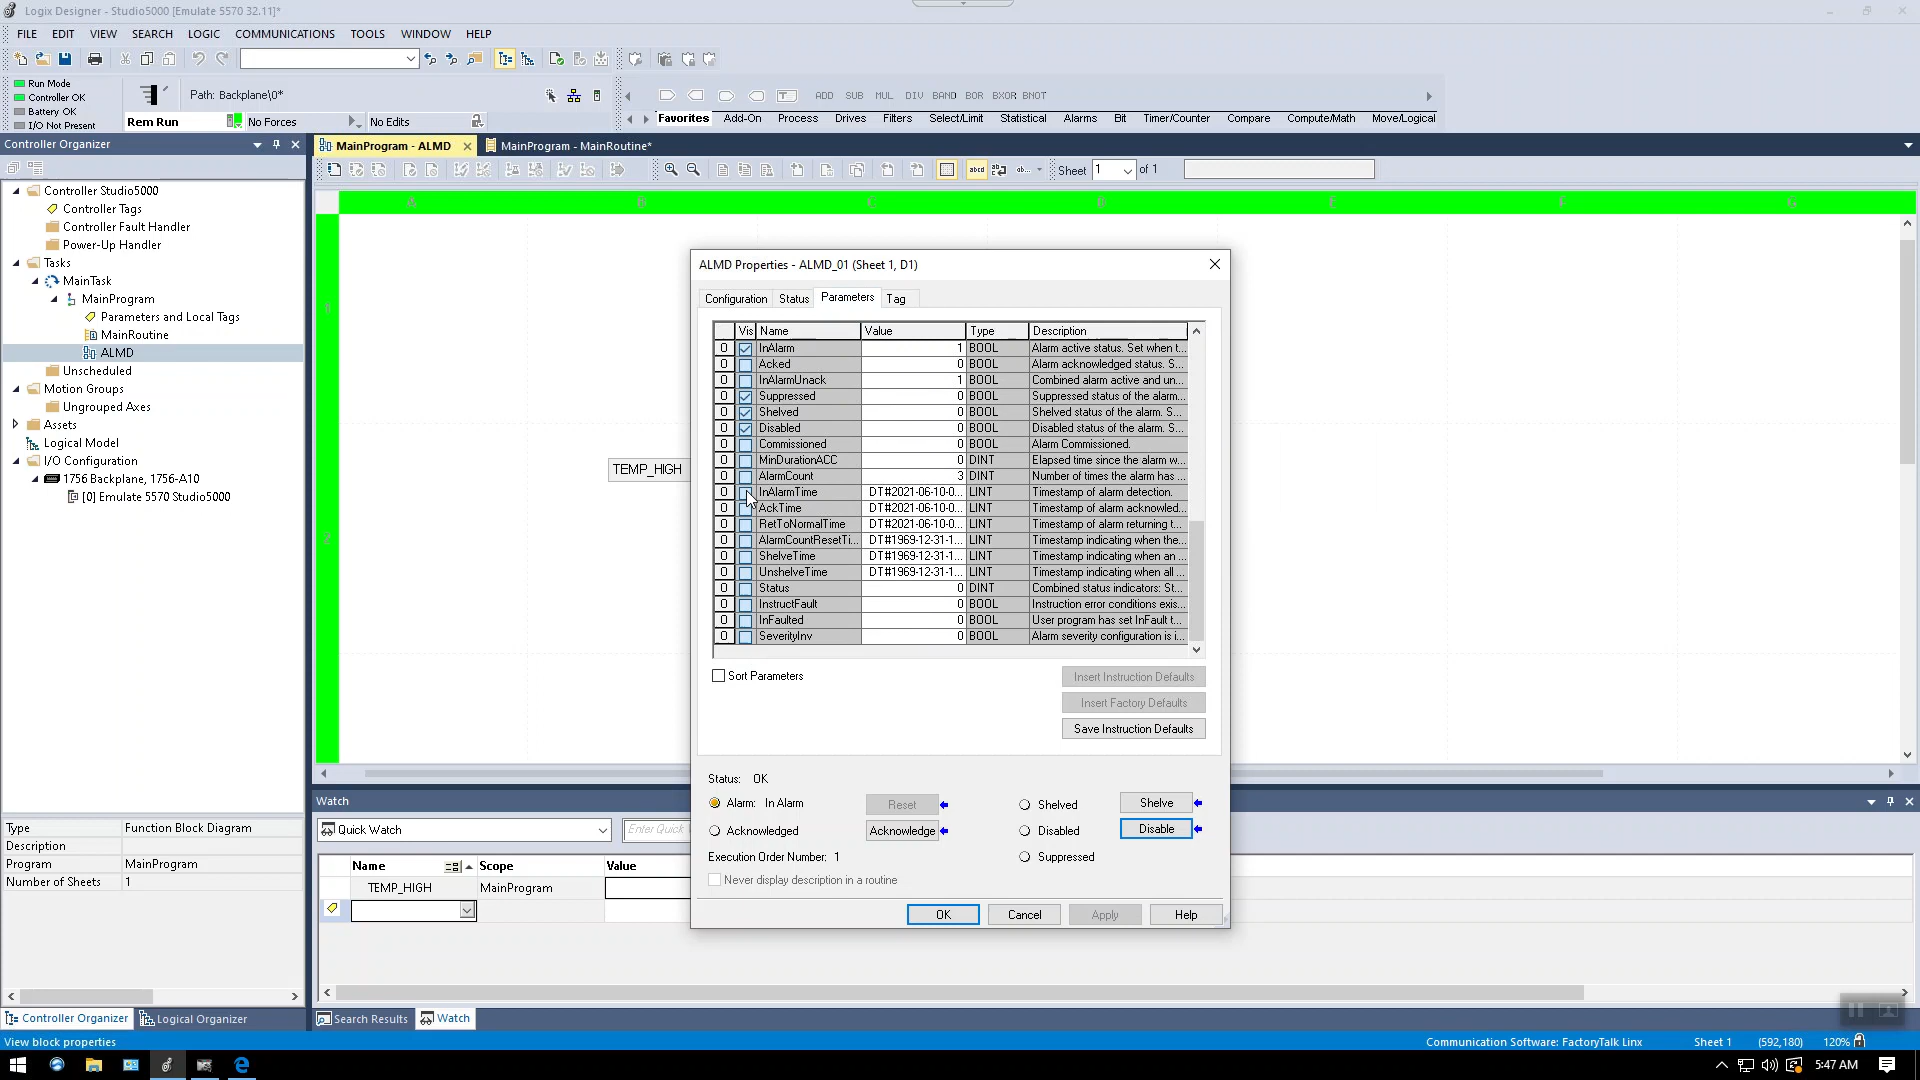 Logix Designer - Studio5000 [Emulate 5570 32.11]*
FILE EDIT VIEW SEARCH LOGIC COMMUNICATIONS TOOLS WINDOW HELP
Run Mode
Controller OK
Battery OK
I/O Not Present
Path: Backplane\0*
Rem Run
No Forces
No Edits
ADD SUB MUL DIV BAND BOR BXOR BNOT
Favorites Add-On Process Drives Filters Select/Limit Statistical Alarms Bit Timer/Counter Compare Compute/Math Move/Logical
Controller Organizer
MainProgram - ALMD
MainProgram - MainRoutine*
abcd
Sheet 1 of 1
A B C D E F G
1
2
Controller Studio5000
Controller Tags
Controller Fault Handler
Power-Up Handler
Tasks
MainTask
MainProgram
Parameters and Local Tags
MainRoutine
ALMD
Unscheduled
Motion Groups
Ungrouped Axes
Assets
Logical Model
I/O Configuration
1756 Backplane, 1756-A10
[0] Emulate 5570 Studio5000
TEMP_HIGH
ALMD Properties - ALMD_01 (Sheet 1, D1)
Configuration Status Parameters Tag
Vis Name Value Type Description
O InAlarm 1 BOOL Alarm active status. Set when t...
O Acked 0 BOOL Alarm acknowledged status. S...
O InAlarmUnack 1 BOOL Combined alarm active and un...
O Suppressed 0 BOOL Suppressed status of the alarm...
O Shelved 0 BOOL Shelved status of the alarm. S...
O Disabled 0 BOOL Disabled status of the alarm. S...
O Commissioned 0 BOOL Alarm Commissioned.
O MinDurationACC 0 DINT Elapsed time since the alarm w...
O AlarmCount 3 DINT Number of times the alarm has ...
O InAlarmTime DT#2021-06-10-0... LINT Timestamp of alarm detection.
O AckTime DT#2021-06-10-0... LINT Timestamp of alarm acknowled...
O RetToNormalTime DT#2021-06-10-0... LINT Timestamp of alarm returning t...
O AlarmCountResetTi... DT#1969-12-31-1... LINT Timestamp indicating when the...
O ShelveTime DT#1969-12-31-1... LINT Timestamp indicating when an ...
O UnshelveTime DT#1969-12-31-1... LINT Timestamp indicating when all ...
O Status 0 DINT Combined status indicators: St...
O InstructFault 0 BOOL Instruction error conditions exis...
O InFaulted 0 BOOL User program has set InFault t...
O SeverityInv 0 BOOL Alarm severity configuration is i...
Sort Parameters
Insert Instruction Defaults
Insert Factory Defaults
Save Instruction Defaults
Status: OK
Alarm: In Alarm
Reset
Shelved
Shelve
Acknowledged
Acknowledge
Disabled
Disable
Execution Order Number: 1
Suppressed
Never display description in a routine
OK Cancel Apply Help
Type Function Block Diagram
Description
Program MainProgram
Number of Sheets 1
Watch
Quick Watch
Enter Quick
Name Scope Value
TEMP_HIGH MainProgram
Controller Organizer
Logical Organizer
Search Results
Watch
View block properties
Communication Software: FactoryTalk Linx
Sheet 1
(592,180)
120%
5:47 AM